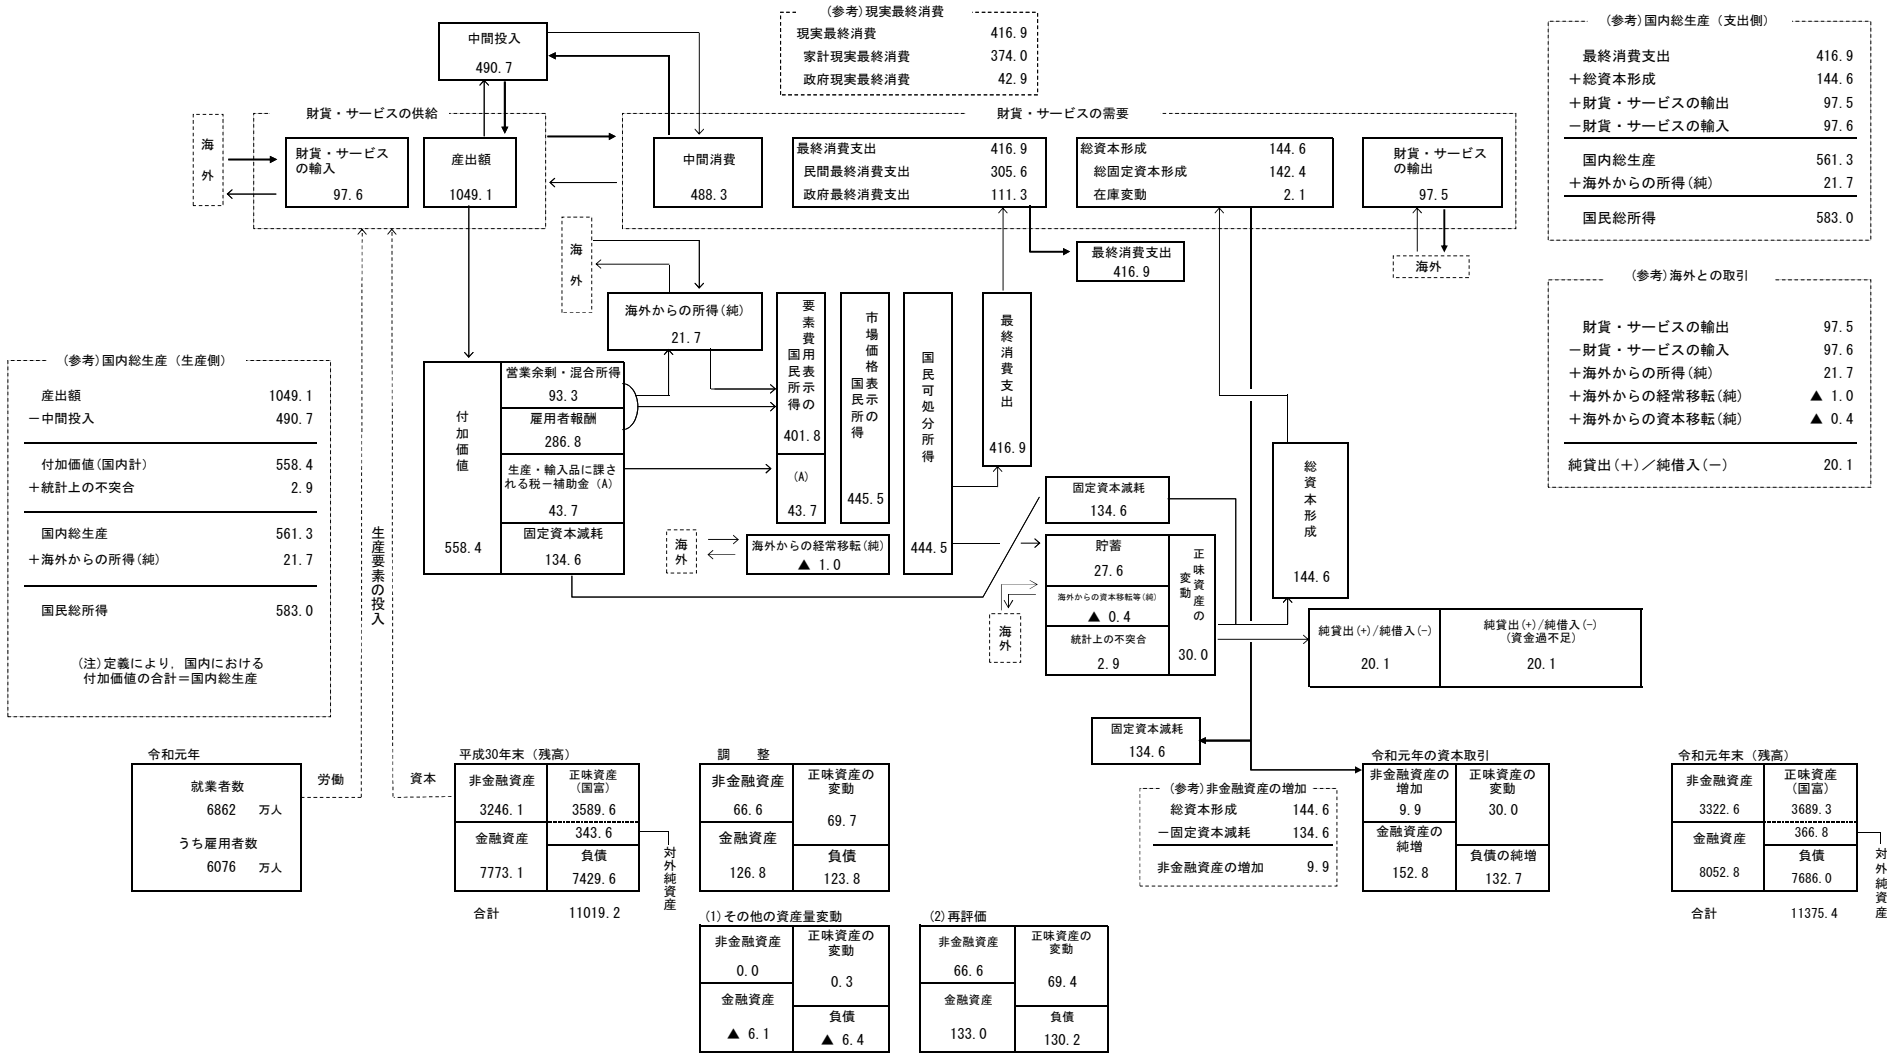 (参考)現実最終消費
現実最終消費 416.9
家計現実最終消費 374.0
政府現実最終消費 42.9
中間投入
490.7
(参考)国内総生産(支出側)
最終消費支出 416.9
+総資本形成 144.6
+財貨・サービスの輸出 97.5
-財貨・サービスの輸入 97.6
国内総生産 561.3
+海外からの所得(純) 21.7
国民総所得 583.0
海外
財貨・サービスの供給
財貨・サービス
の輸入
97.6
産出額
1049.1
財貨・サービスの需要
中間消費
488.3
最終消費支出 416.9
民間最終消費支出 305.6
政府最終消費支出 111.3
総資本形成 144.6
総固定資本形成 142.4
在庫変動 2.1
財貨・サービス
の輸出
97.5
海外
最終消費支出
416.9
海外
海外からの所得(純)
21.7
(参考)海外との取引
財貨・サービスの輸出 97.5
-財貨・サービスの輸入 97.6
+海外からの所得(純) 21.7
+海外からの経常移転(純) ▲ 1.0
+海外からの資本移転(純) ▲ 0.4
純貸出(+)/純借入(-) 20.1
(参考)国内総生産(生産側)
産出額 1049.1
-中間投入 490.7
付加価値(国内計) 558.4
+統計上の不突合 2.9
国内総生産 561.3
+海外からの所得(純) 21.7
国民総所得 583.0
(注)定義により,国内における
付加価値の合計=国内総生産
生産要素の投入
付加価値
558.4
営業余剰・混合所得
93.3
雇用者報酬
286.8
生産・輸入品に課さ
れる税-補助金(A)
43.7
固定資本減耗
134.6
要素費用表示の
国民所得
401.8
(A)
43.7
市場価格表示の
国民所得
445.5
国民可処分所得
444.5
最終消費支出
416.9
海外
海外からの経常移転(純)
▲ 1.0
固定資本減耗
134.6
貯蓄
27.6
海外からの資本移転等(純)
▲ 0.4
統計上の不突合
2.9
正味資産の
変動
30.0
海外
総資本形成
144.6
純貸出(+)/純借入(-)
20.1
純貸出(+)/純借入(-)
(資金過不足)
20.1
固定資本減耗
134.6
令和元年
就業者数
6862 万人
うち雇用者数
6076 万人
労働
資本
平成30年末(残高)
非金融資産
3246.1
正味資産
(国富)
3589.6
343.6
金融資産
7773.1
負債
7429.6
対外純資産
合計 11019.2
調 整
非金融資産
66.6
正味資産の
変動
69.7
金融資産
126.8
負債
123.8
(参考)非金融資産の増加
総資本形成 144.6
-固定資本減耗 134.6
非金融資産の増加 9.9
令和元年の資本取引
非金融資産の
増加
9.9
正味資産の
変動
30.0
金融資産の
純増
152.8
負債の純増
132.7
令和元年末(残高)
非金融資産
3322.6
正味資産
(国富)
3689.3
366.8
金融資産
8052.8
負債
7686.0
対外純資産
合計 11375.4
(1)その他の資産量変動
非金融資産
0.0
正味資産の
変動
0.3
金融資産
▲ 6.1
負債
▲ 6.4
(2)再評価
非金融資産
66.6
正味資産の
変動
69.4
金融資産
133.0
負債
130.2